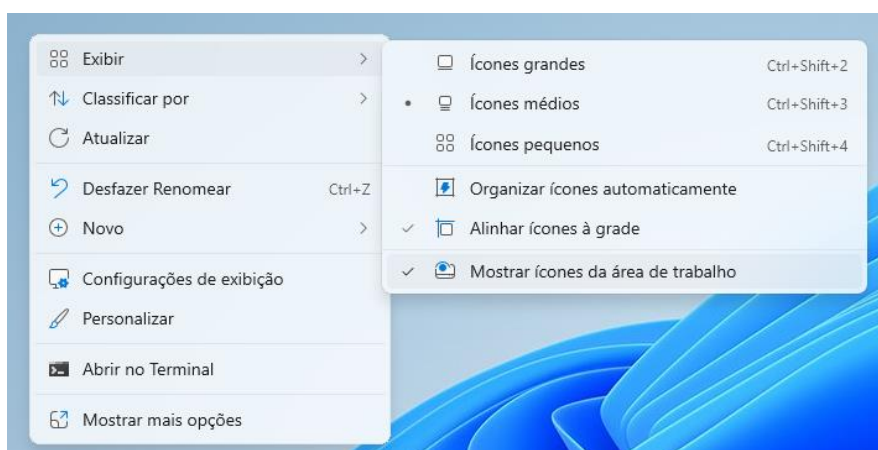 Exibir
Classificar por
Atualizar
Desfazer Renomear Ctrl+Z
Novo
Configurações de exibição
Personalizar
Abrir no Terminal
Mostrar mais opções
Ícones grandes Ctrl+Shift+2
Ícones médios Ctrl+Shift+3
Ícones pequenos Ctrl+Shift+4
Organizar ícones automaticamente
Alinhar ícones à grade
Mostrar ícones da área de trabalho